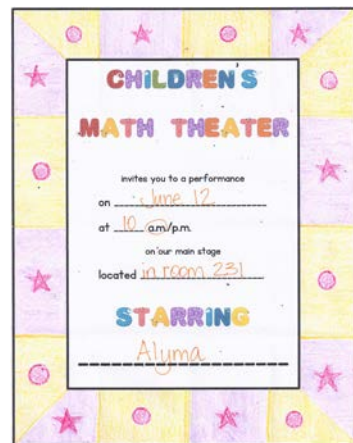 CHILDREN'S
MATH THEATER
invites you to a performance
on June 12
at 10 a.m./p.m.
on our main stage
located in room 231
STARRING
Alyma